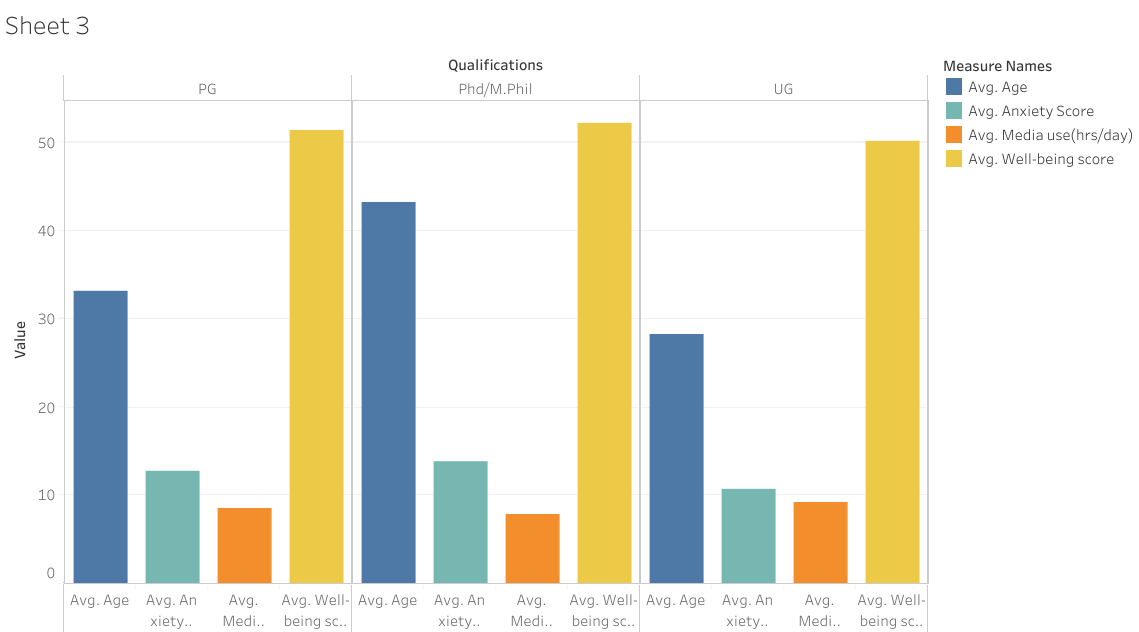 Sheet 3
Qualifications
PG
Phd/M.Phil
UG
Measure Names
Avg. Age
Avg. Anxiety Score
Avg. Media use(hrs/day)
Avg. Well-being score
Value
50
40
30
20
10
0
Avg. Age
Avg. An
xiety..
Avg.
Medi..
Avg. Well-
being sc..
Avg. Age
Avg. An
xiety..
Avg.
Medi..
Avg. Well-
being sc..
Avg. Age
Avg. An
xiety..
Avg.
Medi..
Avg. Well-
being sc..